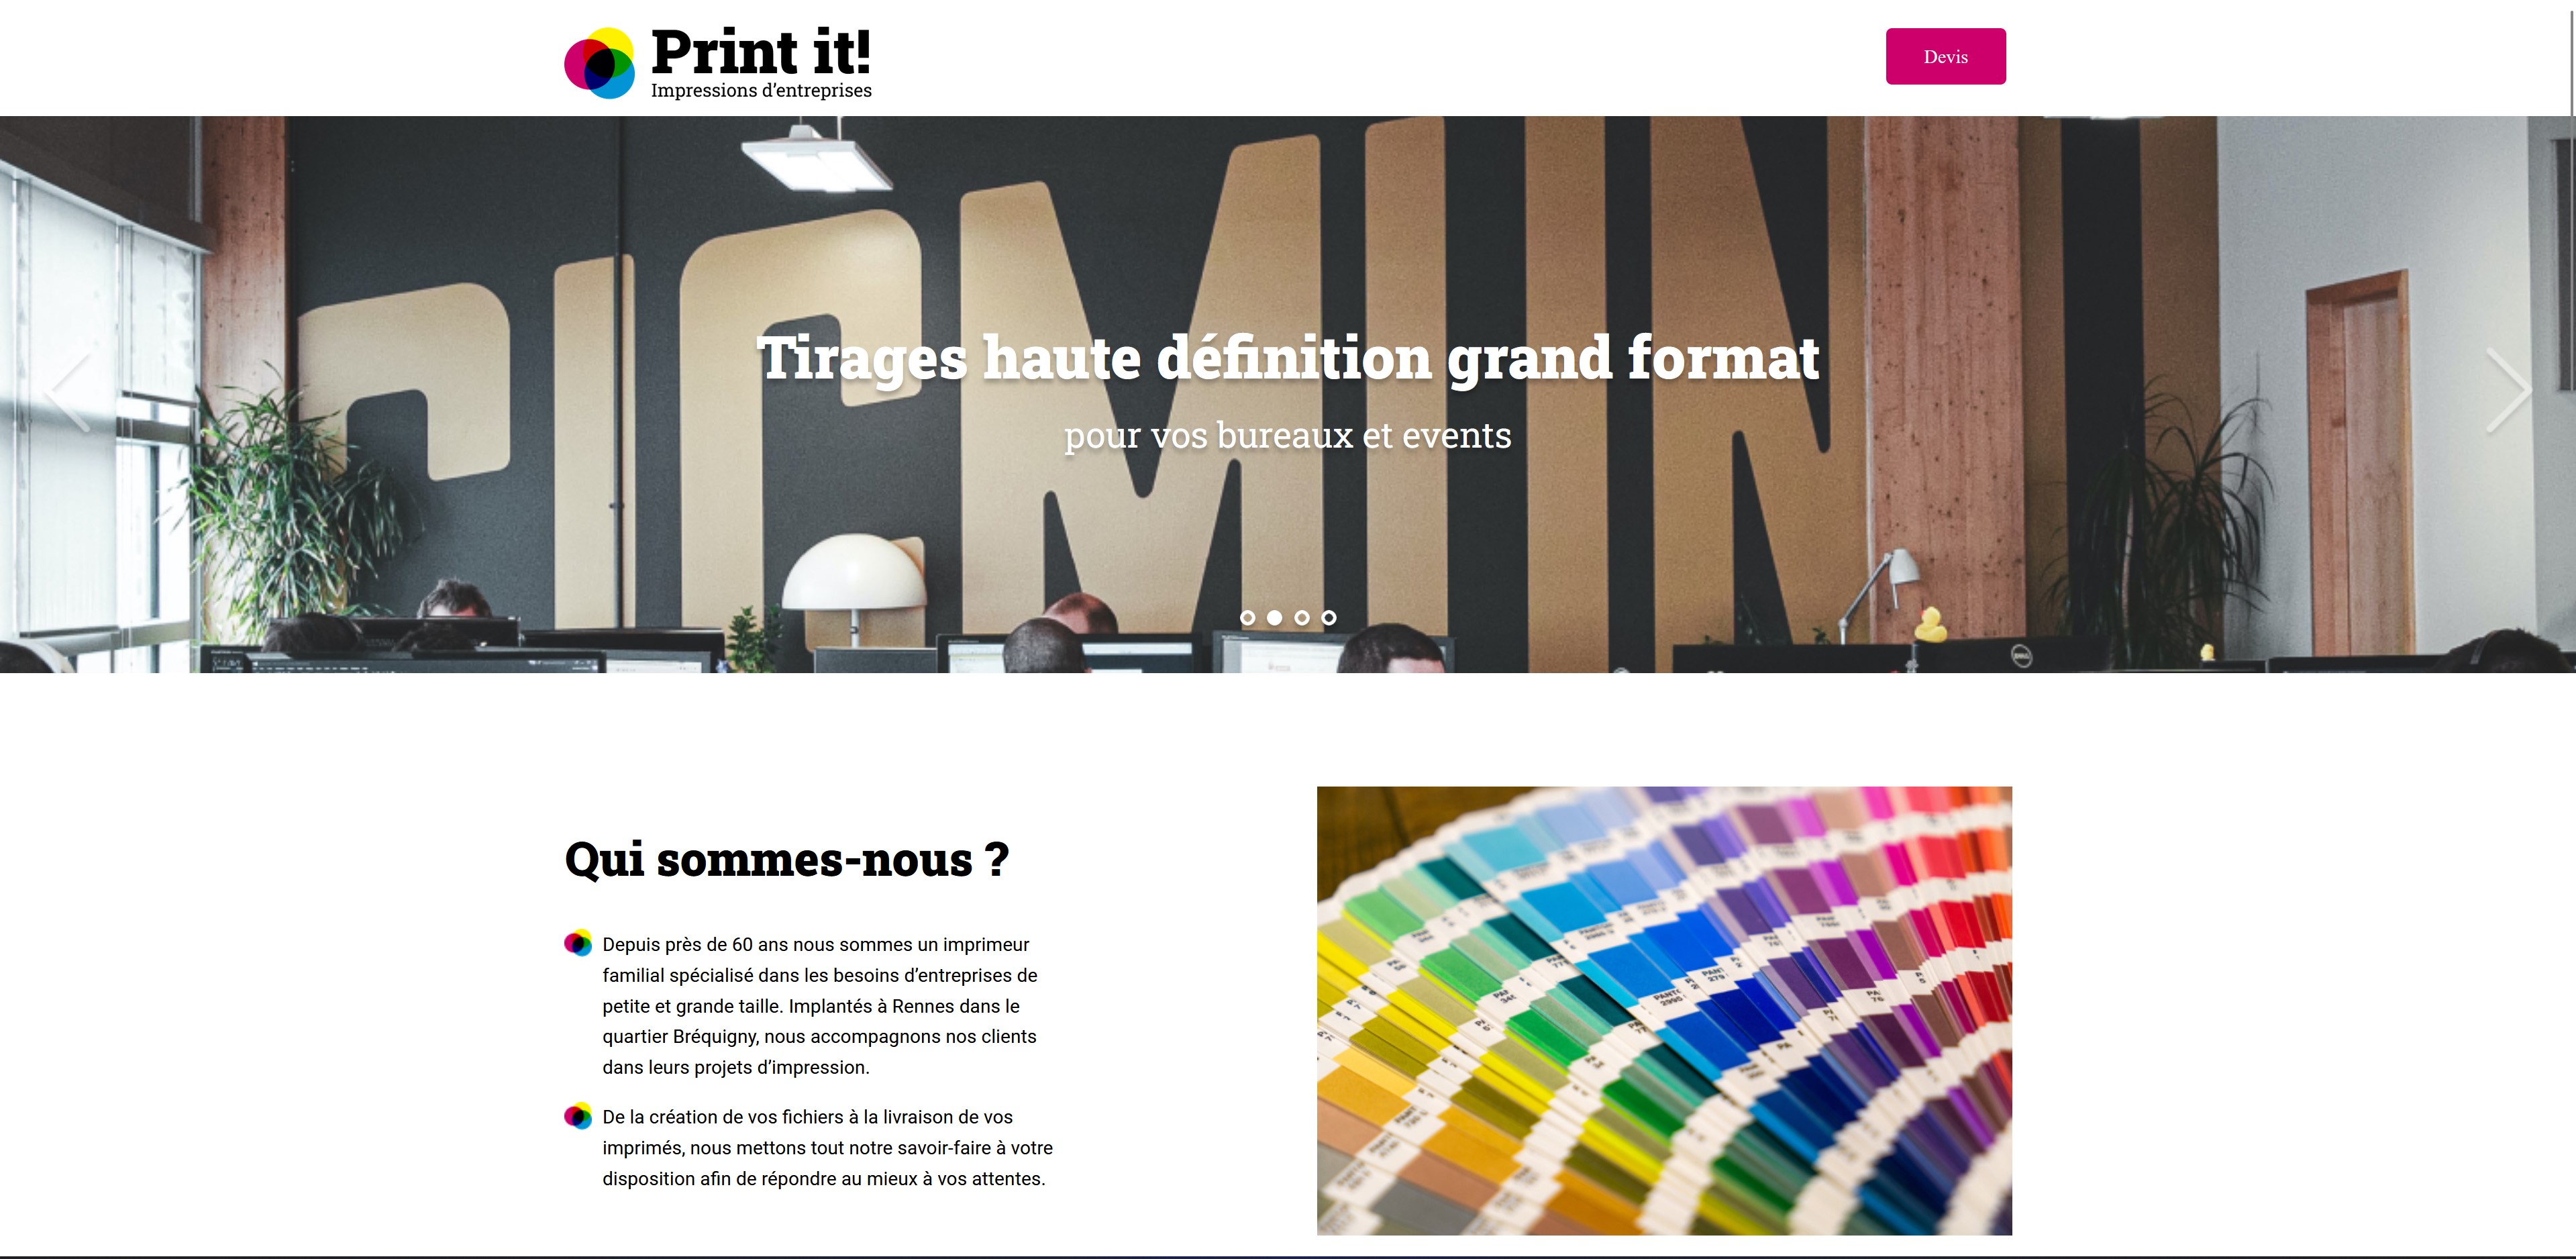 Print it!
Impressions d’entreprises
Devis
Tirages haute définition grand format
pour vos bureaux et events
Qui sommes-nous ?
Depuis près de 60 ans nous sommes un imprimeur
familial spécialisé dans les besoins d’entreprises de
petite et grande taille. Implantés à Rennes dans le
quartier Bréquigny, nous accompagnons nos clients
dans leurs projets d’impression.
De la création de vos fichiers à la livraison de vos
imprimés, nous mettons tout notre savoir-faire à votre
disposition afin de répondre au mieux à vos attentes.